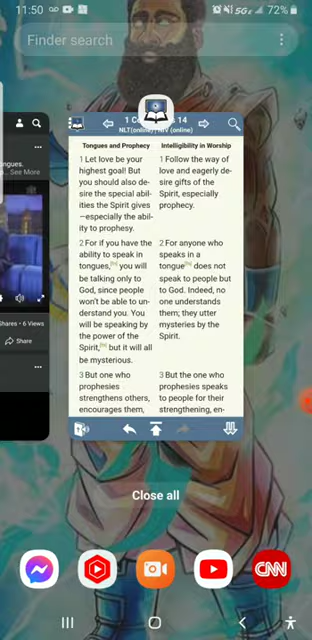 11:50
5GE
72%
Finder search
ongues.
.. See More
Shares • 6 Views
Share
1 Co
s 14
NLT(online) NIV (online)
Tongues and Prophecy
1 Let love be your
highest goal! But
you should also de-
sire the special abil-
ities the Spirit gives
—especially the abil-
ity to prophesy.
2 For if you have the
ability to speak in
tongues,[a] you will
be talking only to
God, since people
won't be able to un-
derstand you. You
will be speaking by
the power of the
Spirit,[b] but it will all
be mysterious.
3 But one who
prophesies
strengthens others,
encourages them,
Intelligibility in Worship
1 Follow the way of
love and eagerly de-
sire gifts of the
Spirit, especially
prophecy.
2 For anyone who
speaks in a
tongue[a] does not
speak to people but
to God. Indeed, no
one understands
them; they utter
mysteries by the
Spirit.
3 But the one who
prophesies speaks
to people for their
strengthening, en-
Close all
CNN